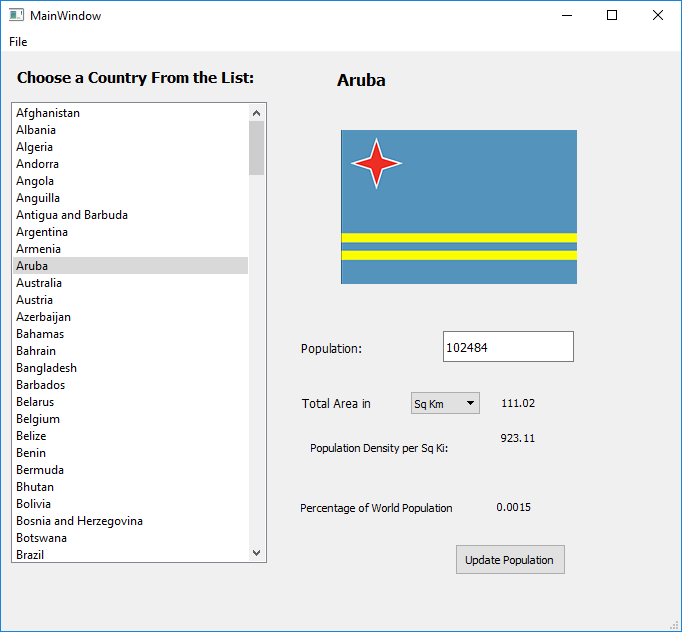 MainWindow
File
Choose a Country From the List:
Afghanistan
Albania
Algeria
Andorra
Angola
Anguilla
Antigua and Barbuda
Argentina
Armenia
Aruba
Australia
Austria
Azerbaijan
Bahamas
Bahrain
Bangladesh
Barbados
Belarus
Belgium
Belize
Benin
Bermuda
Bhutan
Bolivia
Bosnia and Herzegovina
Botswana
Brazil
Aruba
Population: 102484
Total Area in Sq Km 111.02
Population Density per Sq Ki: 923.11
Percentage of World Population 0.0015
Update Population